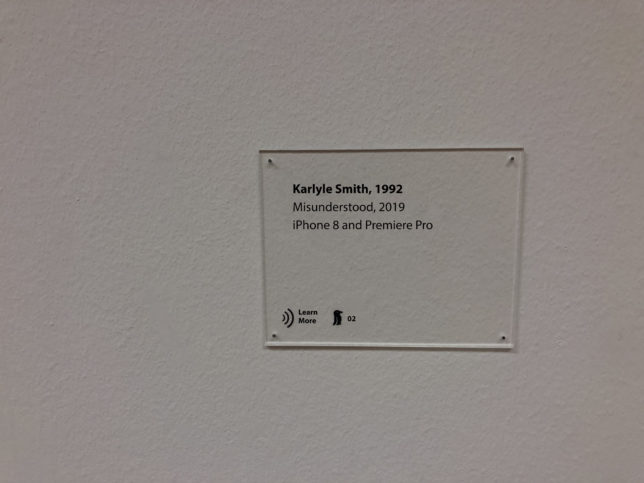 Karlyle Smith, 1992
Misunderstood, 2019
iPhone 8 and Premiere Pro
Learn
More
02